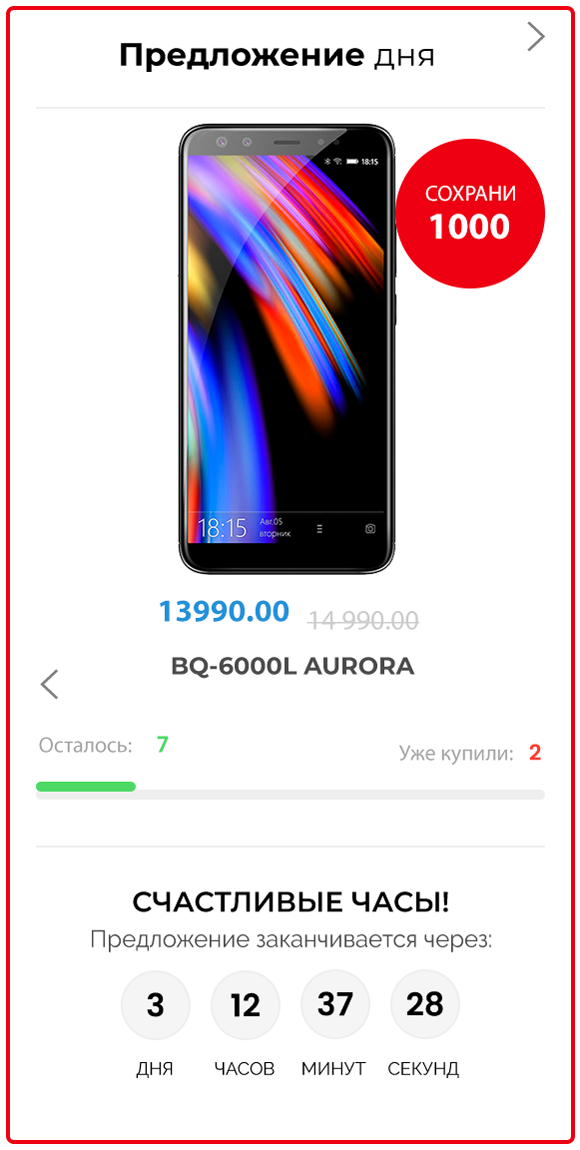 Предложение дня
18:15
СОХРАНИ
1000
18:15
Авг.05
вторник
13990.00 14 990.00
BQ-6000L AURORA
Осталось: 7
Уже купили: 2
СЧАСТЛИВЫЕ ЧАСЫ!
Предложение заканчивается через:
3 12 37 28
ДНЯ ЧАСОВ МИНУТ СЕКУНД